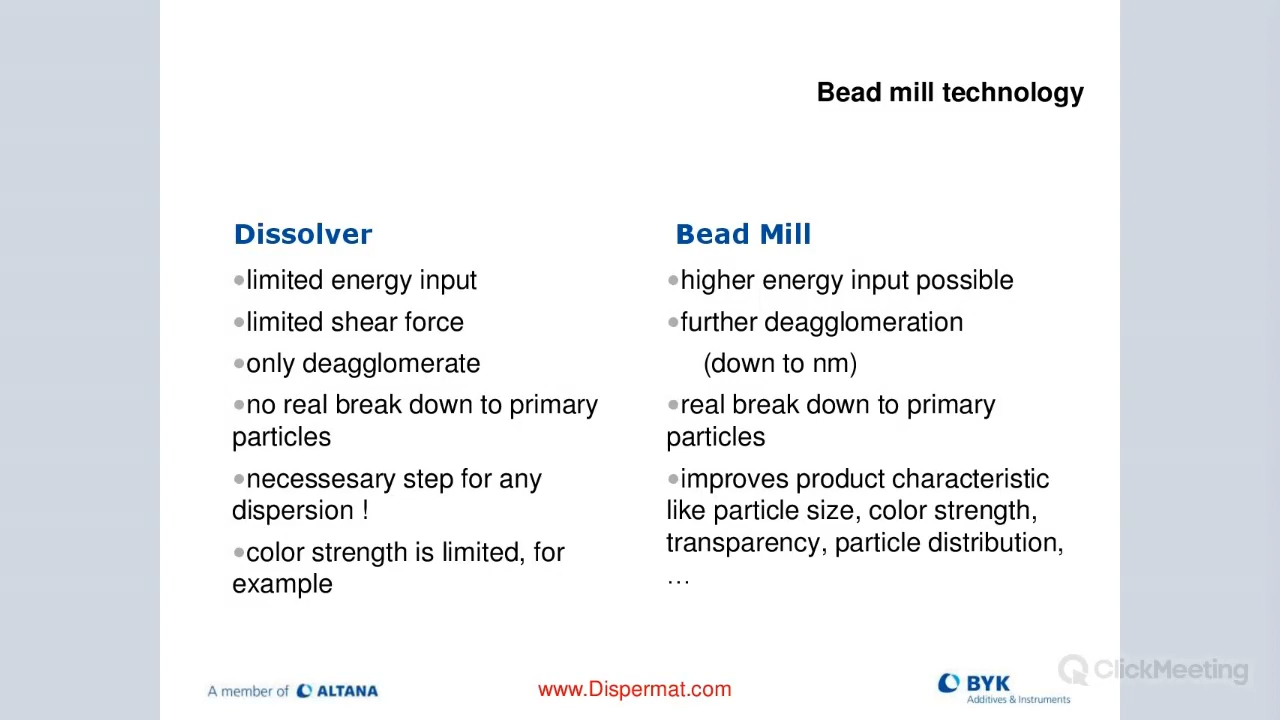 Bead mill technology
Dissolver
•limited energy input
•limited shear force
•only deagglomerate
•no real break down to primary
particles
•necessesary step for any
dispersion !
•color strength is limited, for
example
Bead Mill
•higher energy input possible
•further deagglomeration
(down to nm)
•real break down to primary
particles
•improves product characteristic
like particle size, color strength,
transparency, particle distribution,
…
A member of ALTANA
www.Dispermat.com
BYK
Additives & Instruments
ClickMeeting